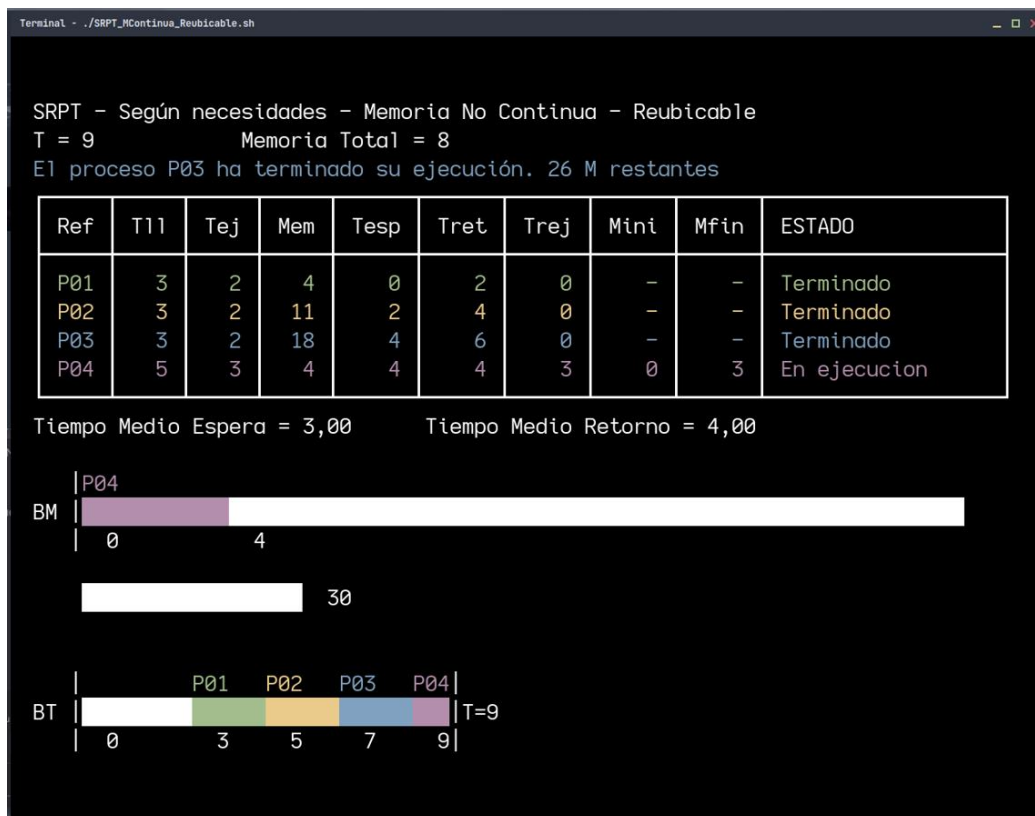 Terminal - ./SRPT_MContinua_Reubicable.sh
SRPT - Según necesidades - Memoria No Continua - Reubicable
T = 9 Memoria Total = 8
El proceso P03 ha terminado su ejecución. 26 M restantes
Ref Tll Tej Mem Tesp Tret Trej Mini Mfin ESTADO
P01 3 2 4 0 2 0 - - Terminado
P02 3 2 11 2 4 0 - - Terminado
P03 3 2 18 4 6 0 - - Terminado
P04 5 3 4 4 4 3 0 3 En ejecucion
Tiempo Medio Espera = 3,00 Tiempo Medio Retorno = 4,00
|P04
BM |
| 0 4
30
| P01 P02 P03 P04|
BT | |T=9
| 0 3 5 7 9|